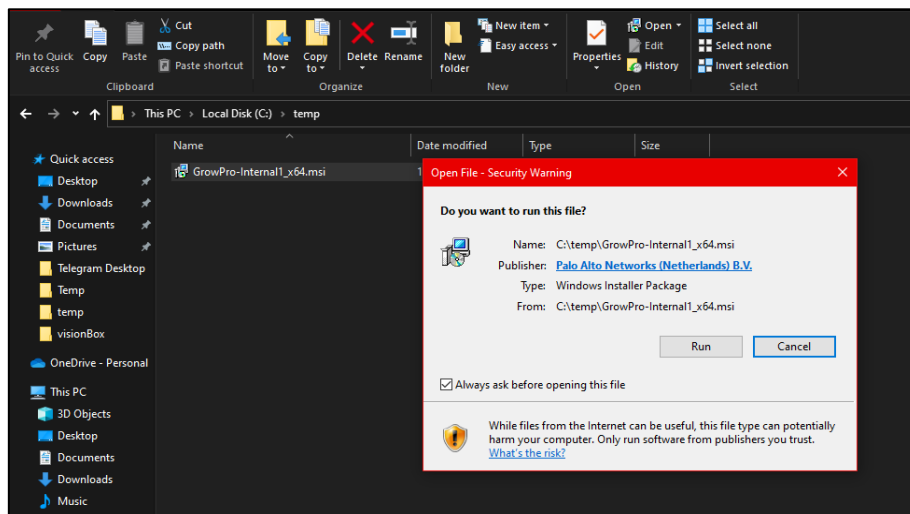 Pin to Quick access
Copy
Paste
Cut
Copy path
Paste shortcut
Clipboard
Move to
Copy to
Delete
Rename
Organize
New folder
New item
Easy access
New
Properties
Open
Edit
History
Open
Select all
Select none
Invert selection
Select
This PC > Local Disk (C:) > temp
Name
Date modified
Type
Size
Quick access
Desktop
Downloads
Documents
Pictures
Telegram Desktop
Temp
temp
visionBox
OneDrive - Personal
This PC
3D Objects
Desktop
Documents
Downloads
Music
GrowPro-Internal1_x64.msi
Open File - Security Warning
Do you want to run this file?
Name: C:\temp\GrowPro-Internal1_x64.msi
Publisher: Palo Alto Networks (Netherlands) B.V.
Type: Windows Installer Package
From: C:\temp\GrowPro-Internal1_x64.msi
Run
Cancel
Always ask before opening this file
While files from the Internet can be useful, this file type can potentially
harm your computer. Only run software from publishers you trust.
What's the risk?